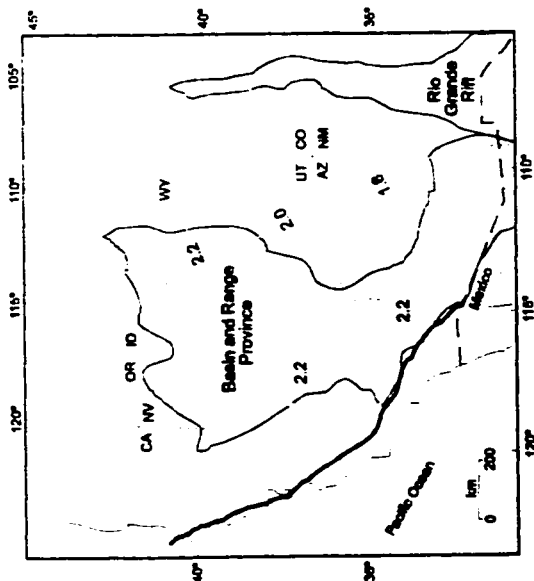 120° 115° 110° 105°
45°
OR ID
CA NV
WY
40° 2.2 40°
Basin and Range
Province
2.0
2.2
UT CO
AZ NM
1.8
35° 35°
2.2
Pacific Ocean
Rio
Grande
Rift
km
0 200
Mexico
120° 115° 110°